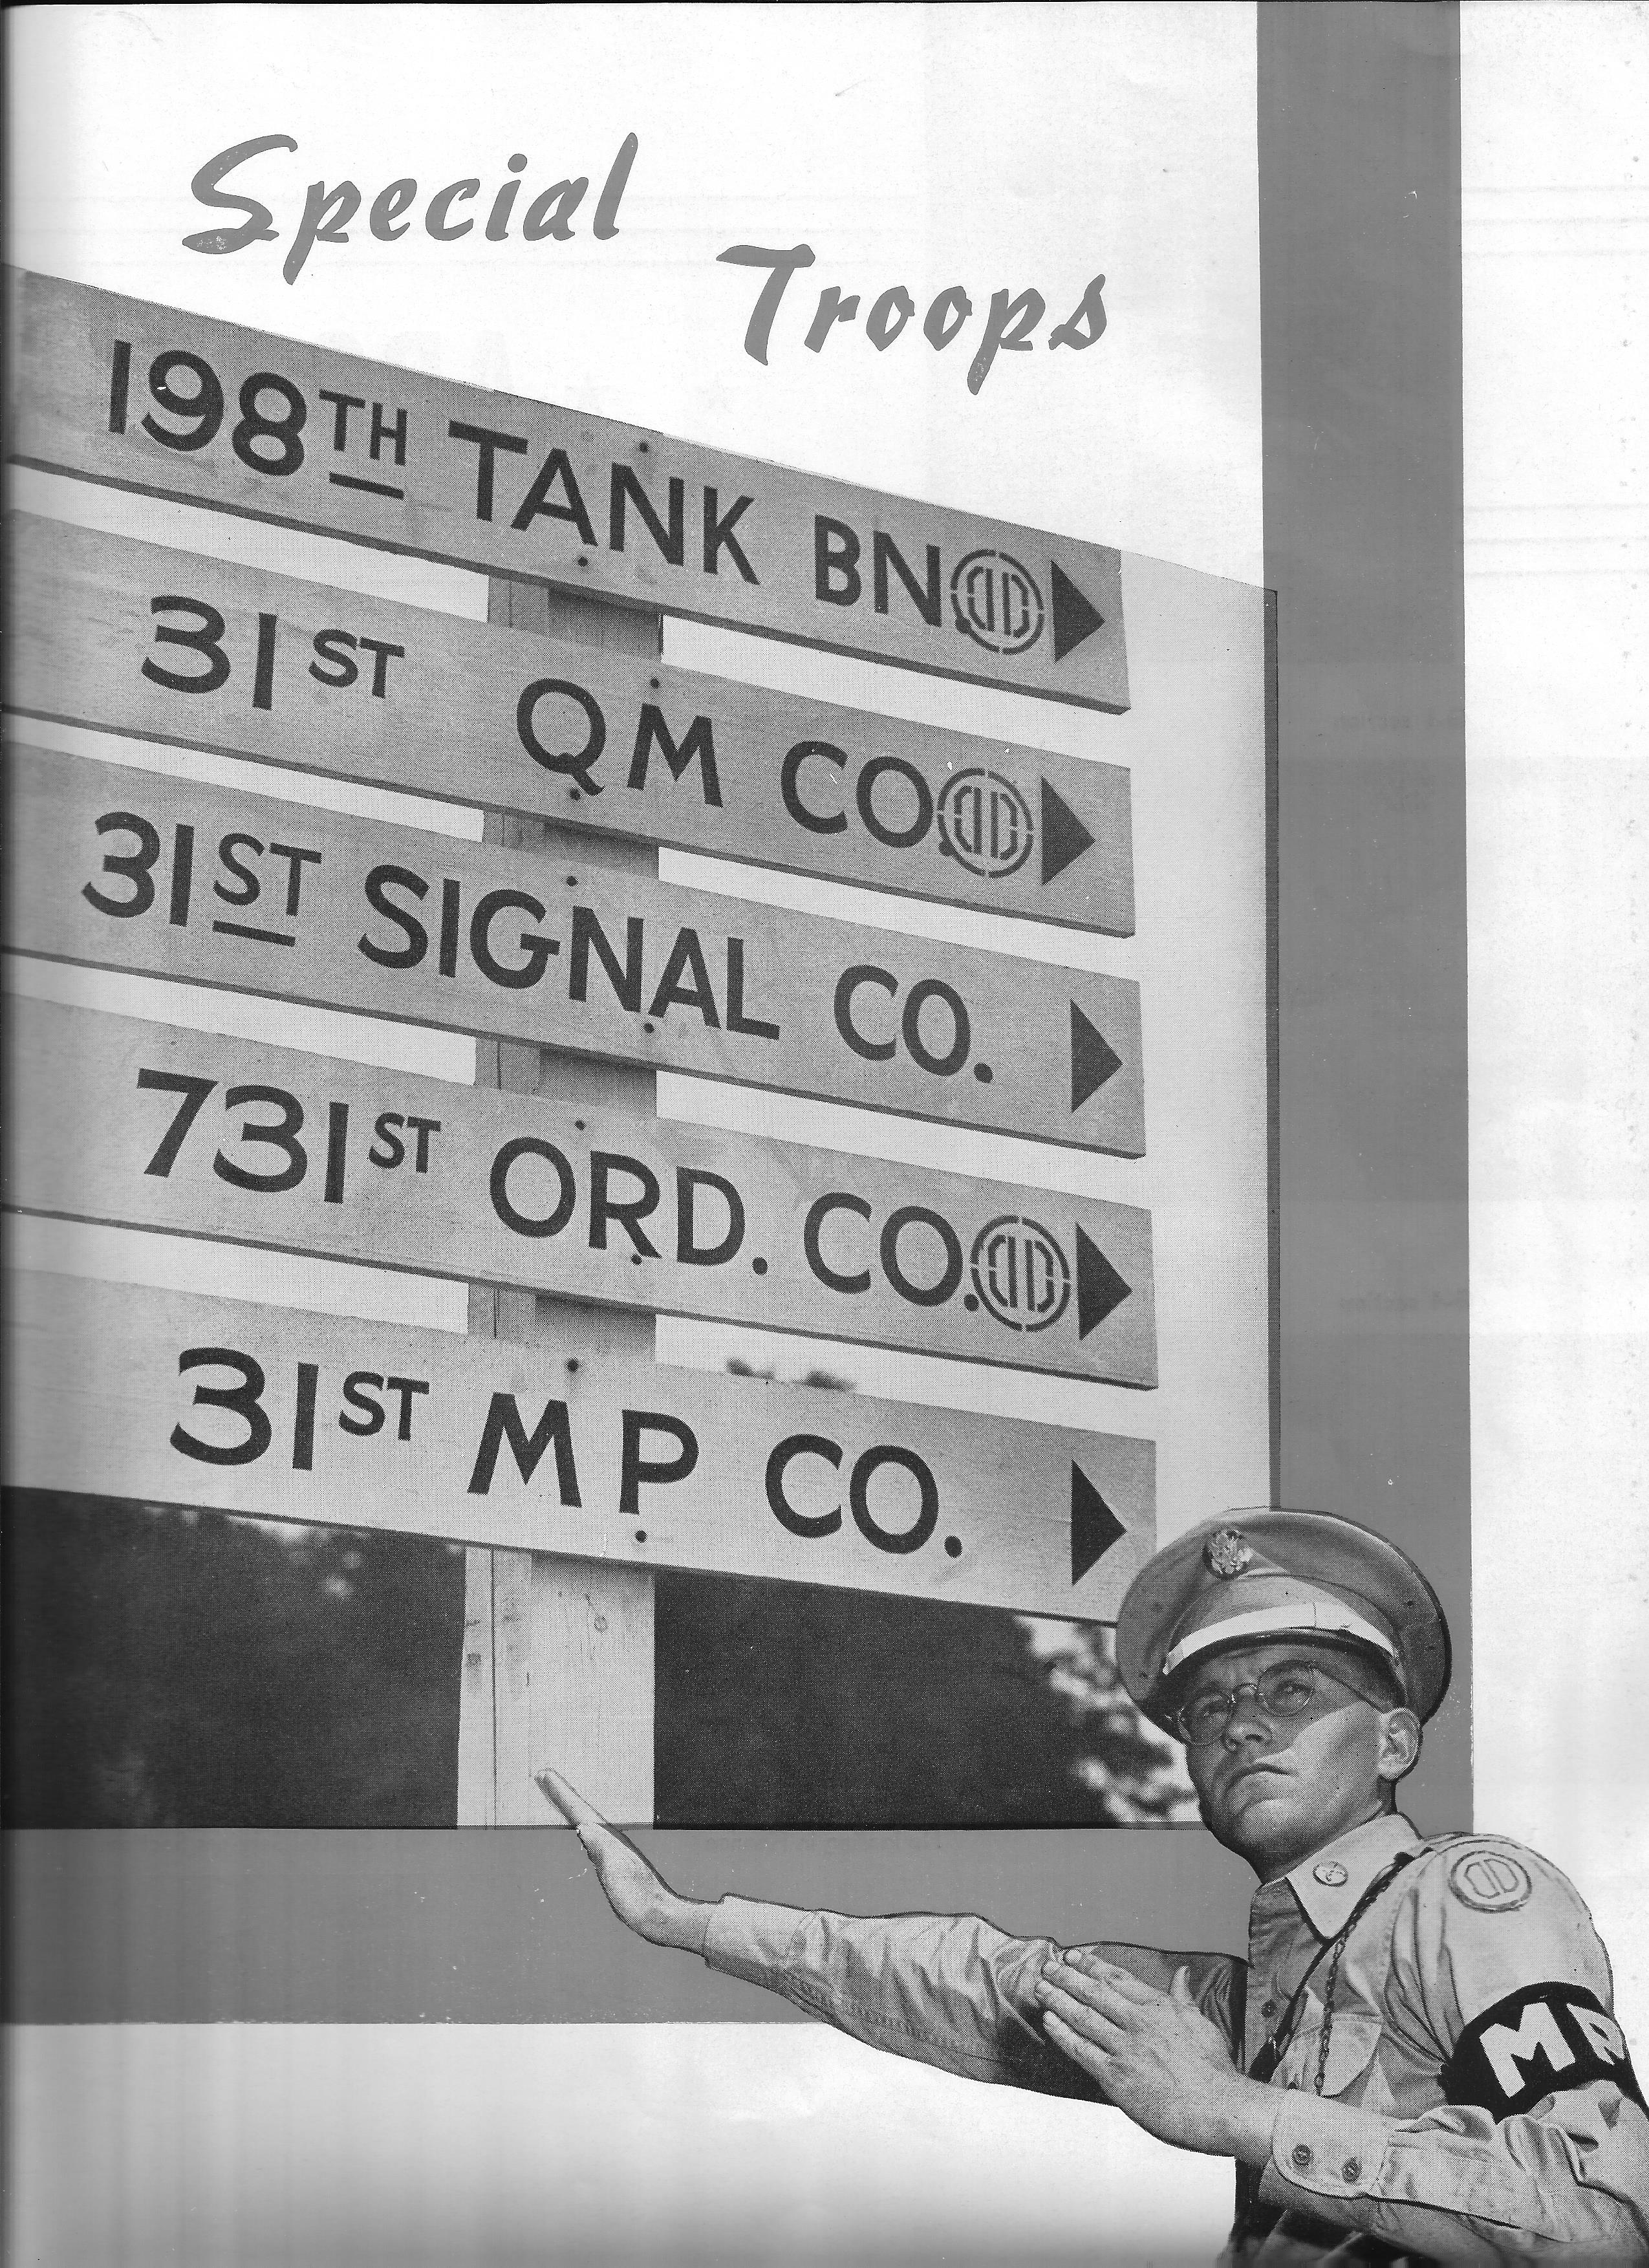 Special
Troops
198TH TANK BN
31ST QM CO
31ST SIGNAL CO.
731ST ORD. CO.
31ST MP CO.
MP